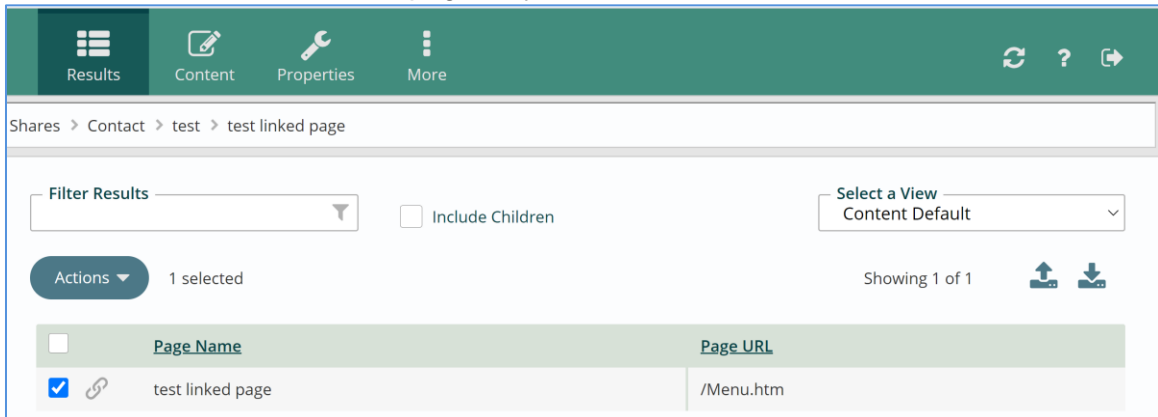 Results Content Properties More ?
Shares > Contact > test > test linked page
Filter Results
Include Children
Select a View
Content Default
Actions
1 selected
Showing 1 of 1
Page Name Page URL
test linked page /Menu.htm